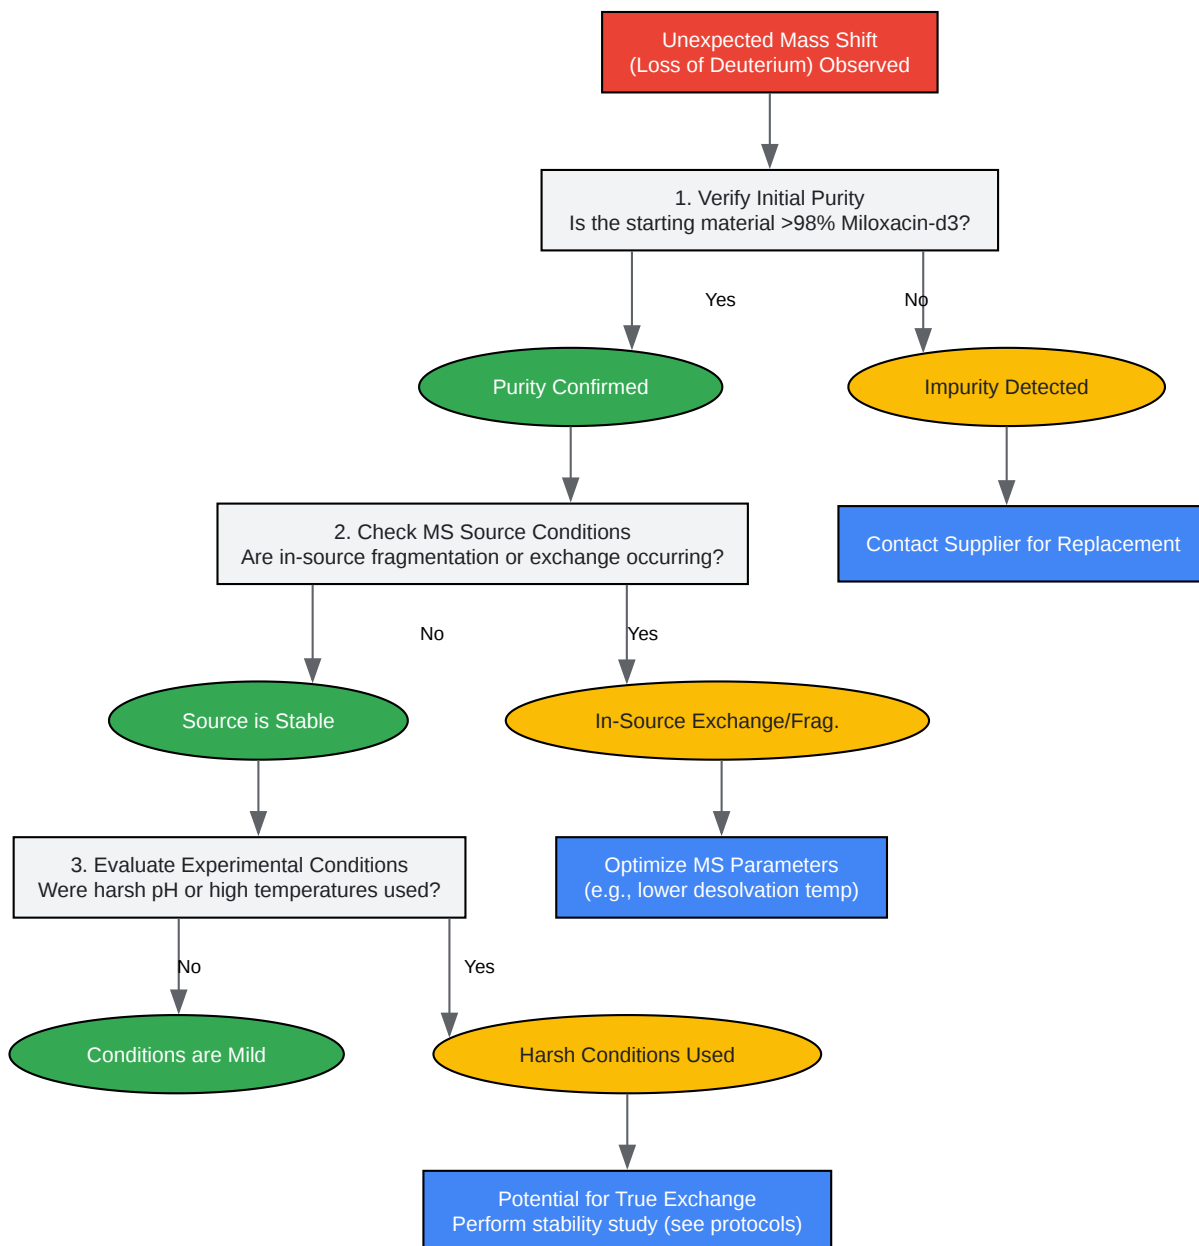 Unexpected Mass Shift
(Loss of Deuterium) Observed
1. Verify Initial Purity
Is the starting material >98% Miloxacin-d3?
Yes
No
Purity Confirmed
Impurity Detected
2. Check MS Source Conditions
Are in-source fragmentation or exchange occurring?
Contact Supplier for Replacement
No
Yes
Source is Stable
In-Source Exchange/Frag.
3. Evaluate Experimental Conditions
Were harsh pH or high temperatures used?
Optimize MS Parameters
(e.g., lower desolvation temp)
No
Yes
Conditions are Mild
Harsh Conditions Used
Potential for True Exchange
Perform stability study (see protocols)